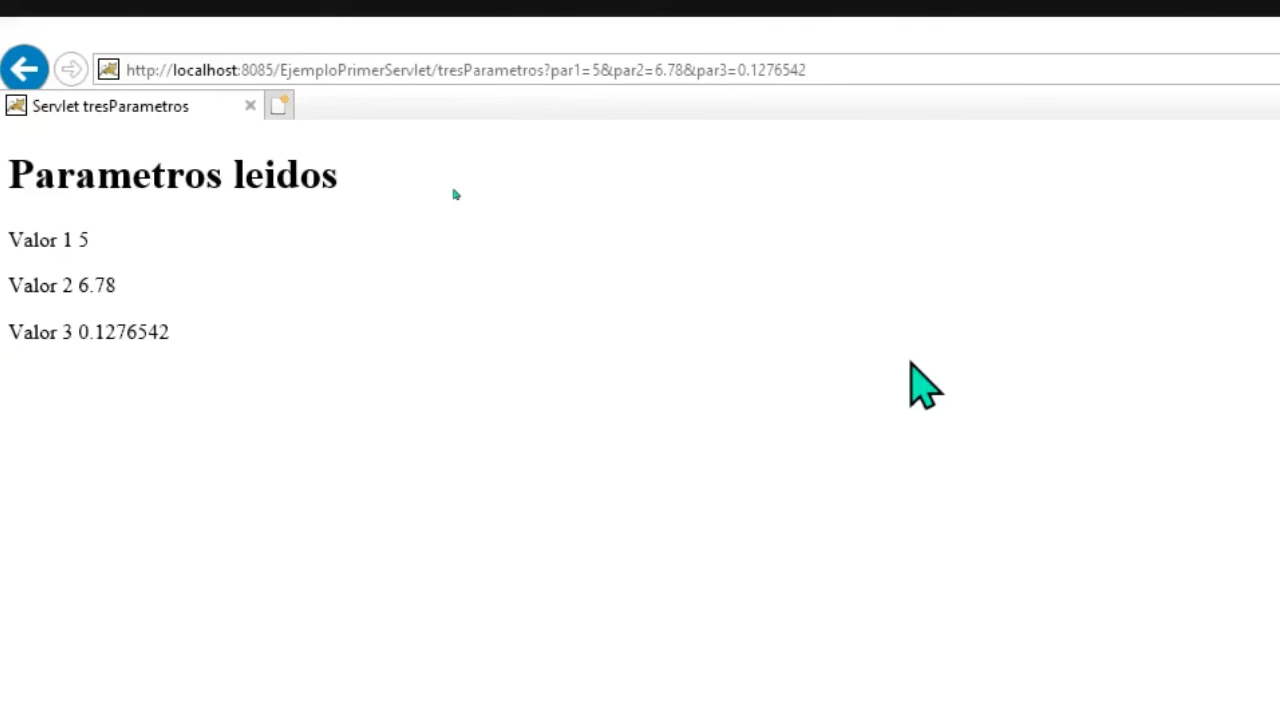 http://localhost:8085/EjemploPrimerServlet/tresParametros?par1=5&par2=6.78&par3=0.1276542
Servlet tresParametros
Parametros leidos
Valor 1 5
Valor 2 6.78
Valor 3 0.1276542